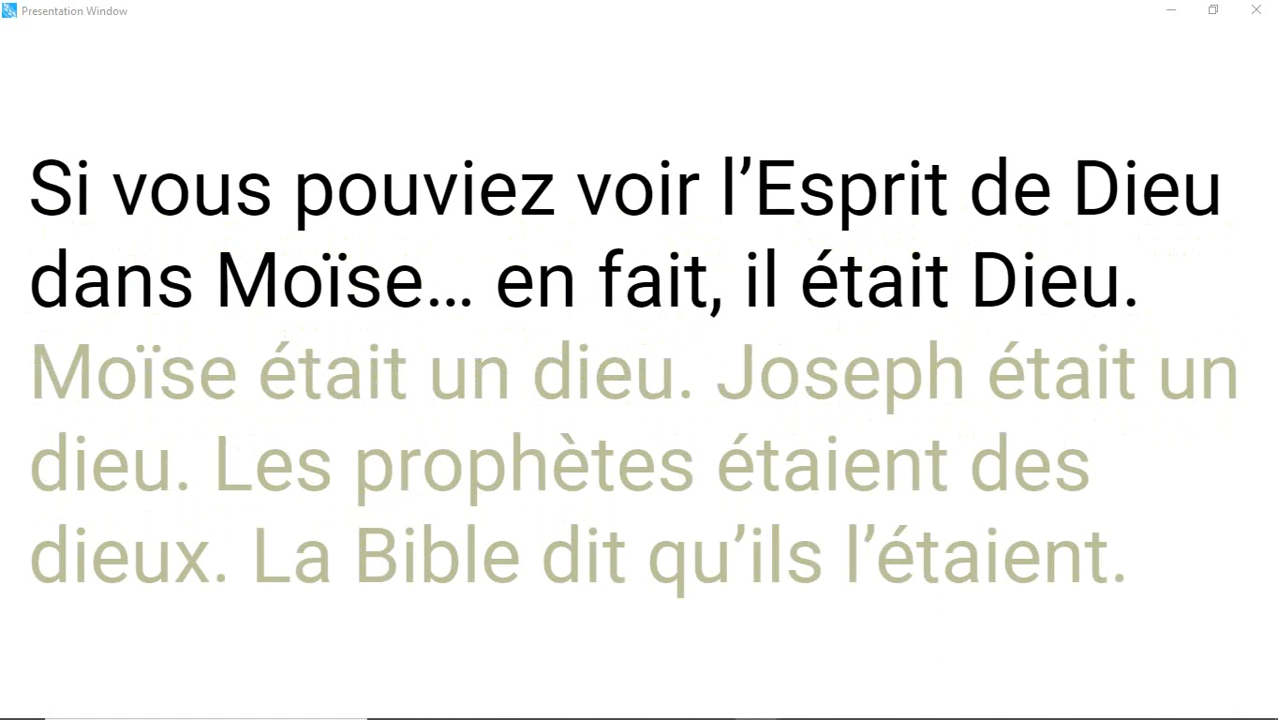 Presentation Window
Si vous pouviez voir l’Esprit de Dieu
dans Moïse… en fait, il était Dieu.
Moïse était un dieu. Joseph était un
dieu. Les prophètes étaient des
dieux. La Bible dit qu’ils l’étaient.